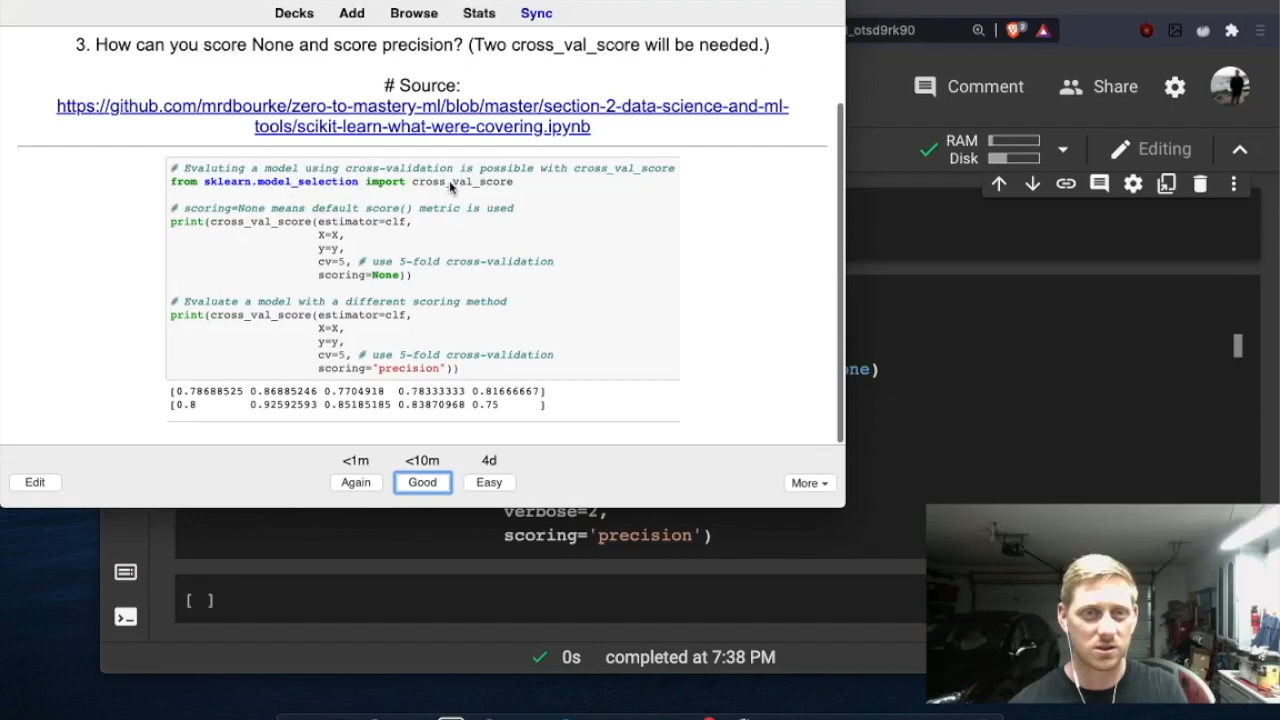 Decks Add Browse Stats Sync
_otsd9rk90
3. How can you score None and score precision? (Two cross_val_score will be needed.)
# Source:
https://github.com/mrdbourke/zero-to-mastery-ml/blob/master/section-2-data-science-and-ml-
tools/scikit-learn-what-were-covering.ipynb
Comment Share
RAM
Disk
Editing
# Evaluting a model using cross-validation is possible with cross_val_score
from sklearn.model_selection import cross_val_score
# scoring=None means default score() metric is used
print(cross_val_score(estimator=clf,
X=X,
y=y,
cv=5, # use 5-fold cross-validation
scoring=None))
# Evaluate a model with a different scoring method
print(cross_val_score(estimator=clf,
X=X,
y=y,
cv=5, # use 5-fold cross-validation
scoring="precision"))
[0.78688525 0.86885246 0.7704918 0.78333333 0.81666667]
[0.8 0.92592593 0.85185185 0.83870968 0.75 ]
one)
<1m <10m 4d
Edit Again Good Easy More
verbose=2,
scoring='precision')
[ ]
0s completed at 7:38 PM